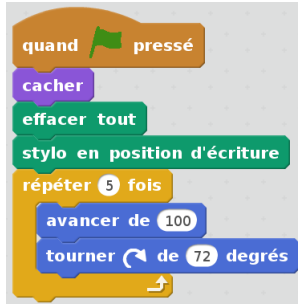 quand pressé
cacher
effacer tout
stylo en position d'écriture
répéter 5 fois
avancer de 100
tourner de 72 degrés